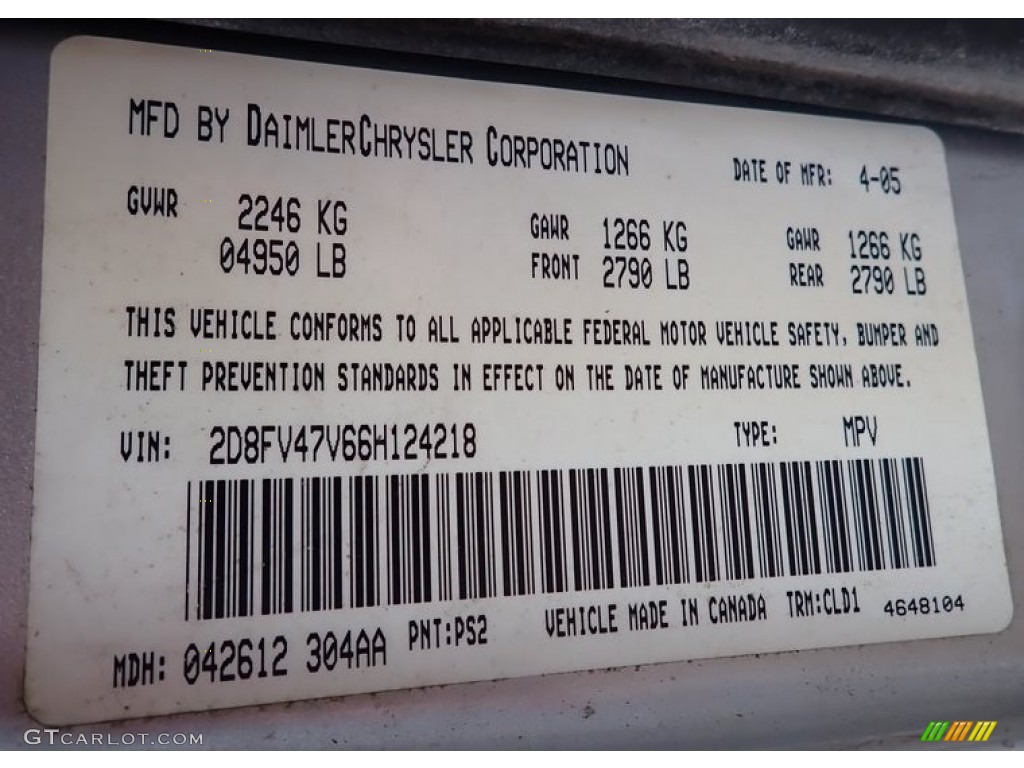 MFD BY DAIMLERCHRYSLER CORPORATION DATE OF MFR: 4-05
GVWR 2246 KG GAWR 1266 KG GAWR 1266 KG
04950 LB FRONT 2790 LB REAR 2790 LB
THIS VEHICLE CONFORMS TO ALL APPLICABLE FEDERAL MOTOR VEHICLE SAFETY, BUMPER AND
THEFT PREVENTION STANDARDS IN EFFECT ON THE DATE OF MANUFACTURE SHOWN ABOVE.
VIN: 2D8FV47V66H124218 TYPE: MPV
MDH: 042612 304AA PNT:PS2 VEHICLE MADE IN CANADA TRM:CLD1 4648104
GTCARLOT.COM